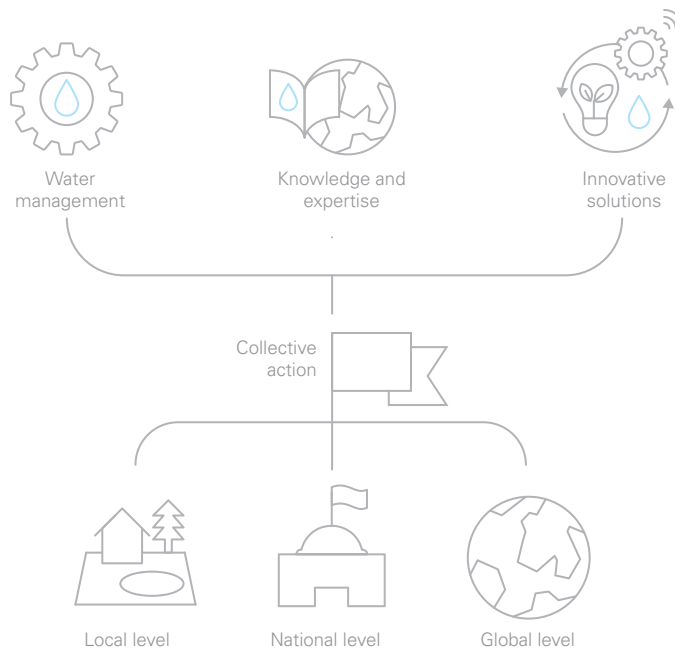 Water
management
Knowledge and
expertise
Innovative
solutions
Collective
action
Local level
National level
Global level